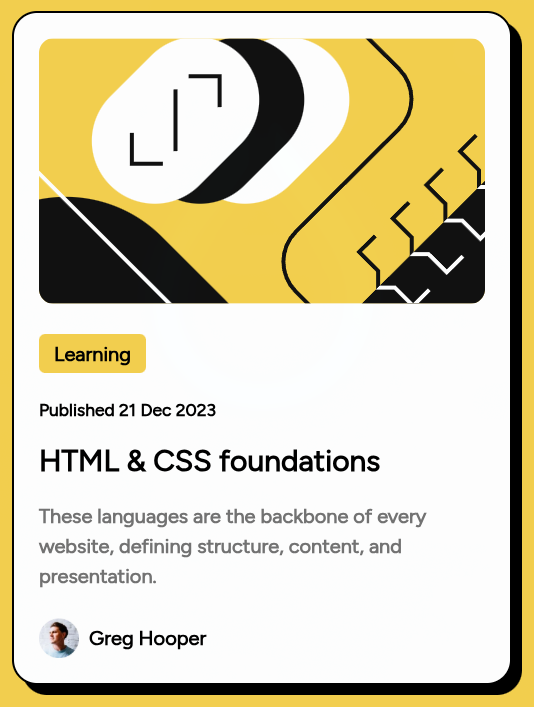 Learning
Published 21 Dec 2023
HTML & CSS foundations
These languages are the backbone of every
website, defining structure, content, and
presentation.
Greg Hooper